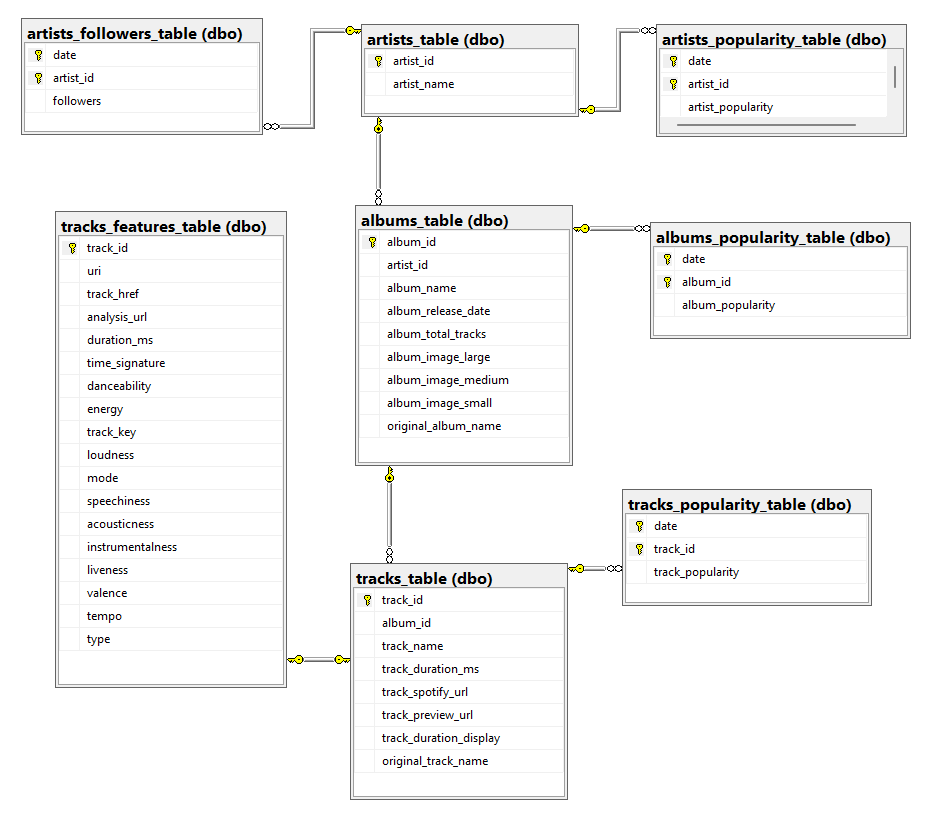 artists_followers_table (dbo)
date
artist_id
followers
artists_table (dbo)
artist_id
artist_name
artists_popularity_table (dbo)
date
artist_id
artist_popularity
tracks_features_table (dbo)
track_id
uri
track_href
analysis_url
duration_ms
time_signature
danceability
energy
track_key
loudness
mode
speechiness
acousticness
instrumentalness
liveness
valence
tempo
type
albums_table (dbo)
album_id
artist_id
album_name
album_release_date
album_total_tracks
album_image_large
album_image_medium
album_image_small
original_album_name
albums_popularity_table (dbo)
date
album_id
album_popularity
tracks_popularity_table (dbo)
date
track_id
track_popularity
tracks_table (dbo)
track_id
album_id
track_name
track_duration_ms
track_spotify_url
track_preview_url
track_duration_display
original_track_name